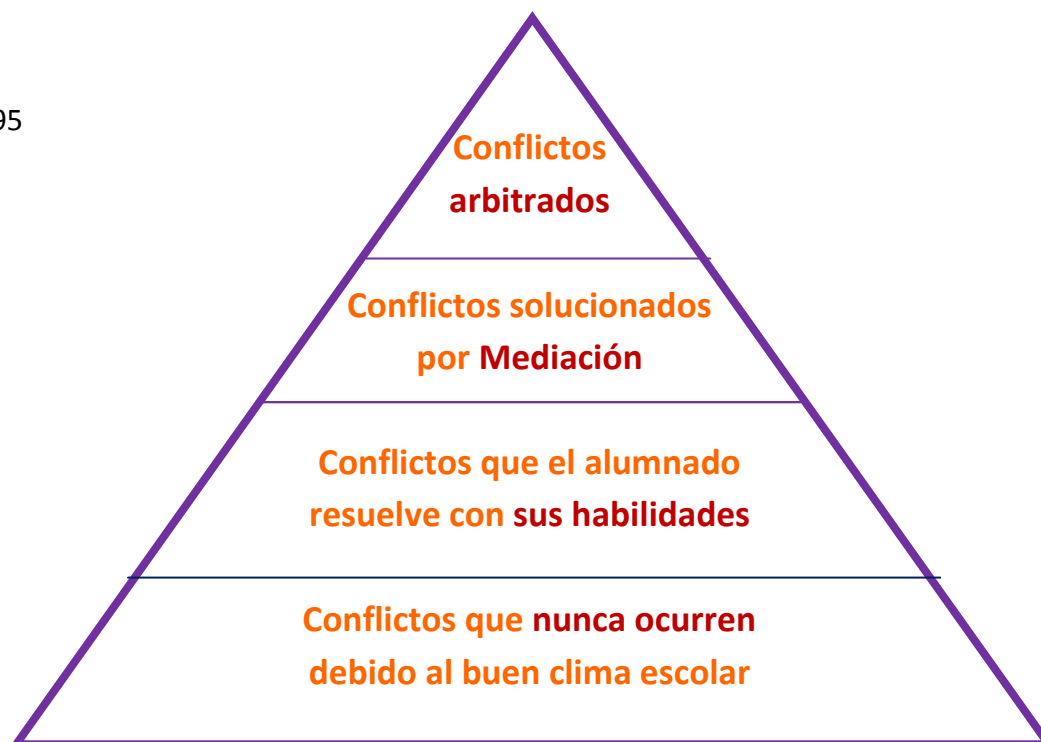 95
Conflictos
arbitrados
Conflictos solucionados
por Mediación
Conflictos que el alumnado
resuelve con sus habilidades
Conflictos que nunca ocurren
debido al buen clima escolar